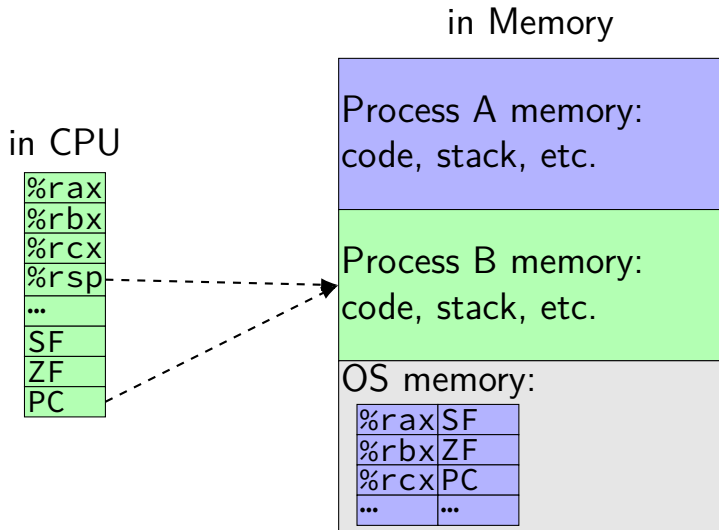 in Memory
Process A memory:
code, stack, etc.
in CPU
%rax
%rbx
%rcx
%rsp
…
SF
ZF
PC
Process B memory:
code, stack, etc.
OS memory:
%rax SF
%rbx ZF
%rcx PC
… …